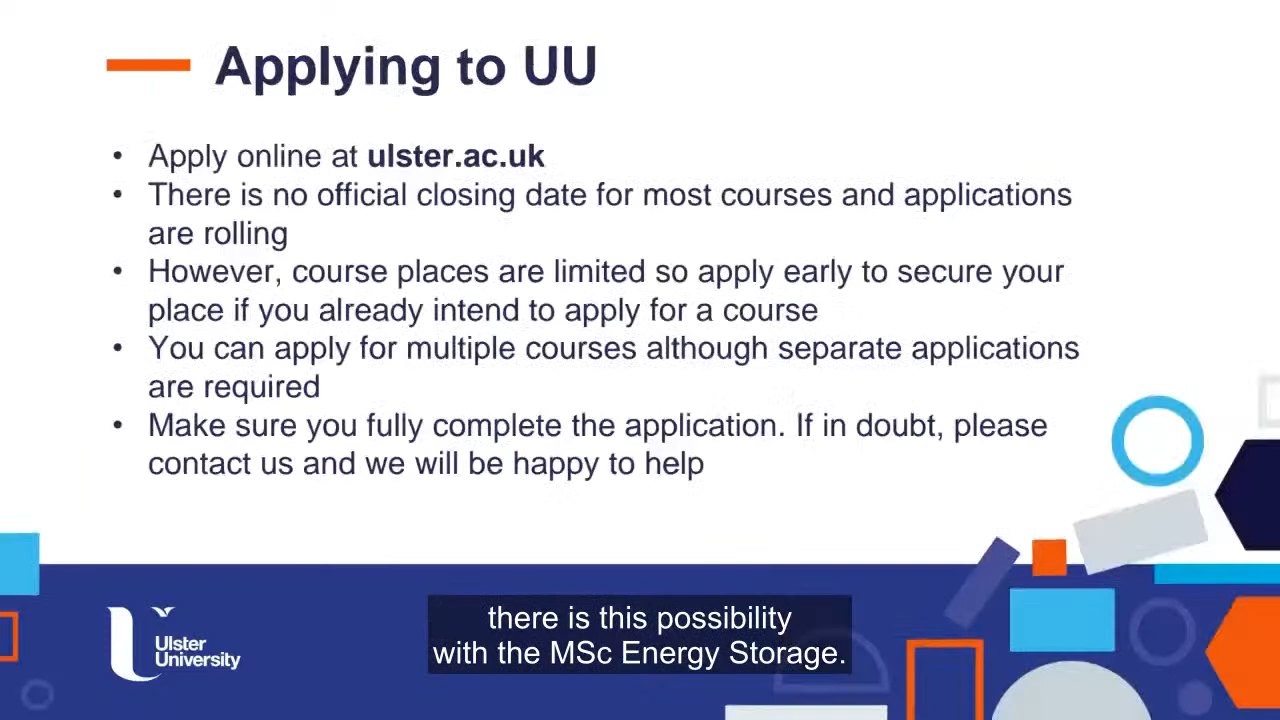 Applying to UU
• Apply online at ulster.ac.uk
• There is no official closing date for most courses and applications
are rolling
• However, course places are limited so apply early to secure your
place if you already intend to apply for a course
• You can apply for multiple courses although separate applications
are required
• Make sure you fully complete the application. If in doubt, please
contact us and we will be happy to help
Ulster
University
there is this possibility
with the MSc Energy Storage.